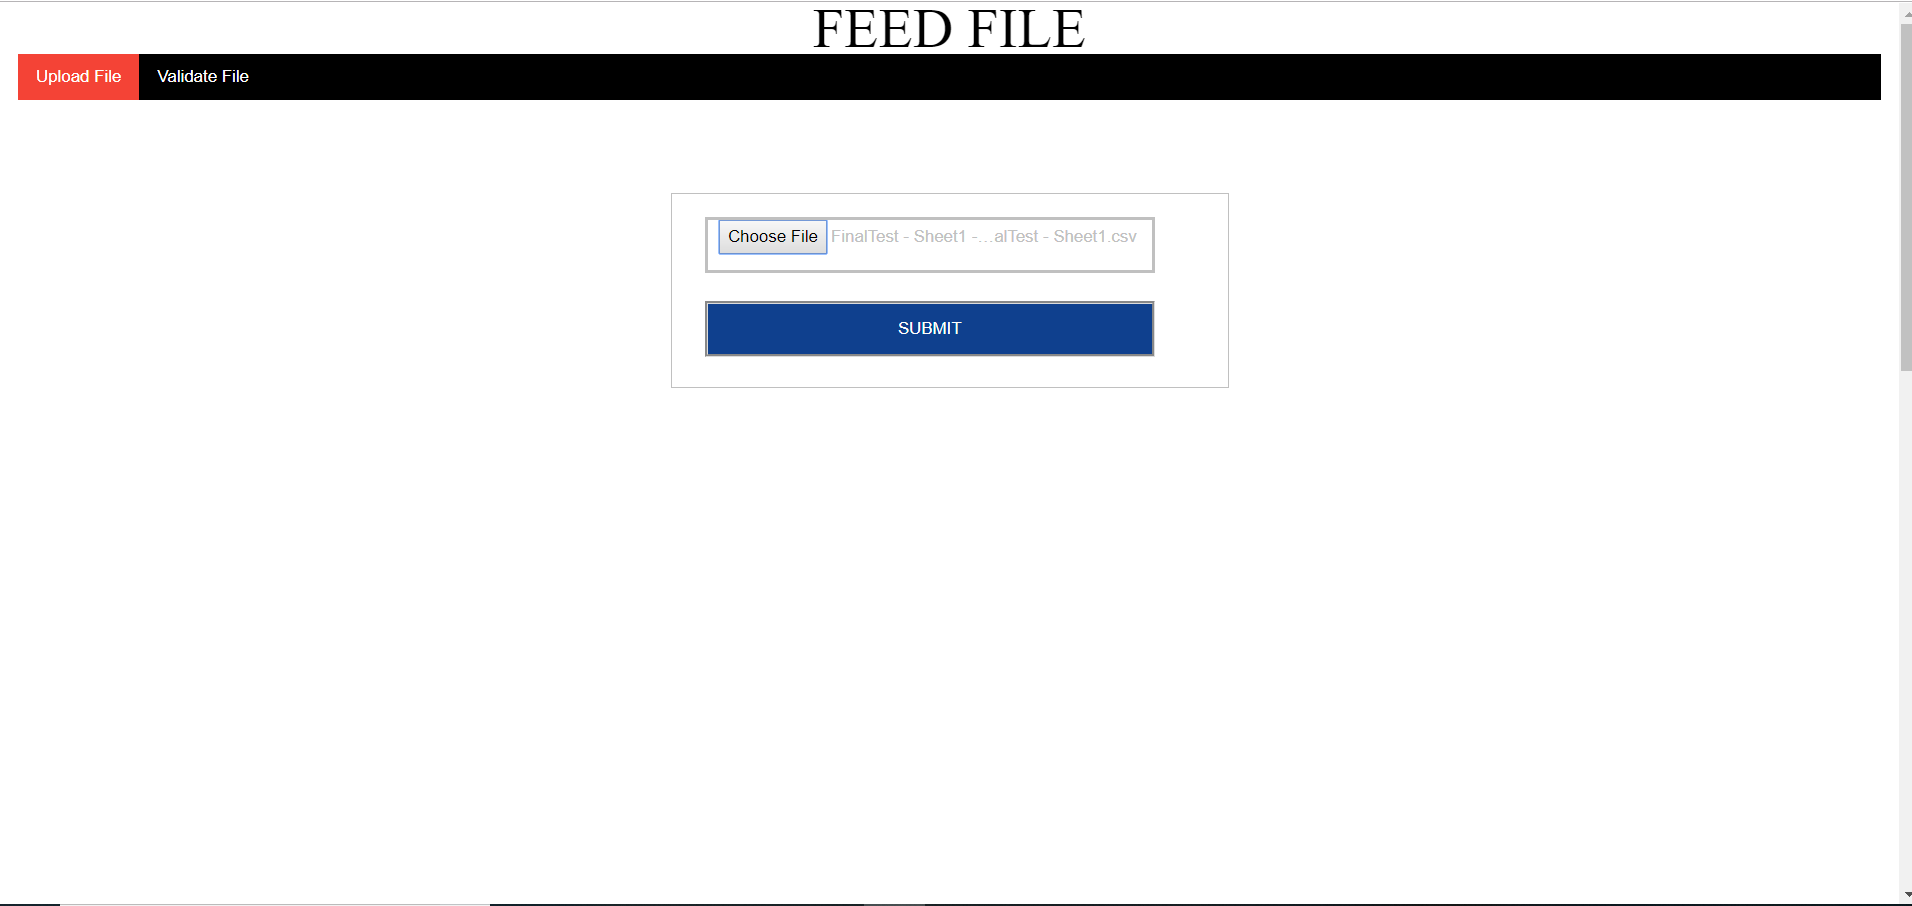 FEED FILE
Upload File Validate File
Choose File FinalTest - Sheet1 -...alTest - Sheet1.csv
SUBMIT